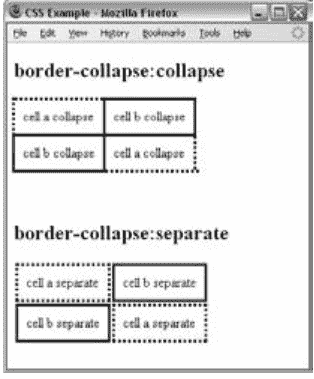 CSS Example - Mozilla Firefox
File Edit View History Bookmarks Tools Help
border-collapse:collapse
cell a collapse cell b collapse
cell b collapse cell a collapse
border-collapse:separate
cell a separate cell b separate
cell b separate cell a separate